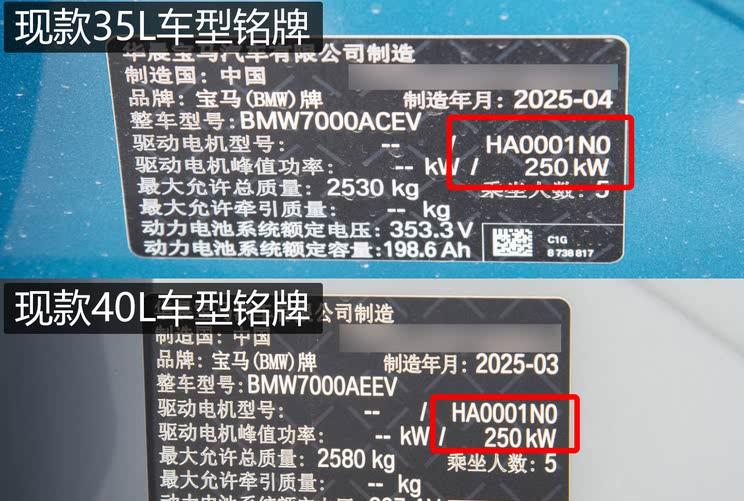 现款35L车型铭牌
华晨宝马汽车有限公司制造
制造国：中国
品牌：宝马(BMW)牌 制造年月：2025-04
整车型号：BMW7000ACEV
驱动电机型号： -- / HA0001N0
驱动电机峰值功率： -- kW / 250 kW
最大允许总质量：2530 kg 乘坐人数：5
最大允许牵引质量： -- kg
动力电池系统额定电压：353.3 V
动力电池系统额定容量：198.6 Ah
C1G
8 738 817
现款40L车型铭牌
公司制造
制造国：中国
品牌：宝马(BMW)牌 制造年月：2025-03
整车型号：BMW7000AEEV
驱动电机型号： -- / HA0001N0
驱动电机峰值功率： -- kW / 250 kW
最大允许总质量：2580 kg 乘坐人数：5
最大允许牵引质量： -- kg